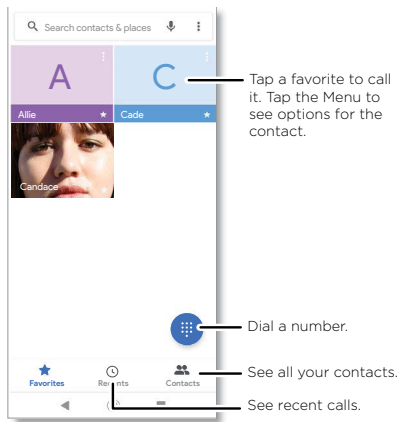 Search contacts & places
A
C
Allie
Cade
Candace
Tap a favorite to call
it. Tap the Menu to
see options for the
contact.
Dial a number.
Favorites
Recents
Contacts
See all your contacts.
See recent calls.